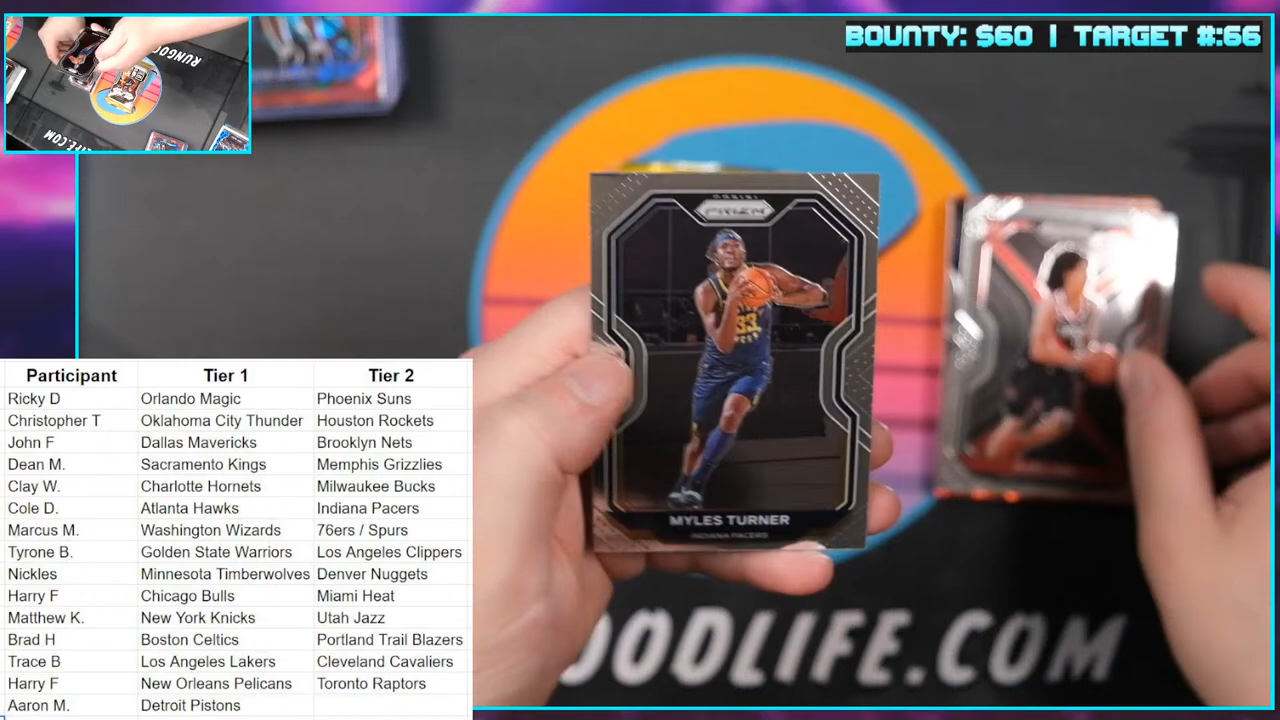 BOUNTY: $60 | TARGET #:66
RUNGOO
LIFE.COM
PANINI
PRIZM
33
MYLES TURNER
INDIANA PACERS
OODLIFE.COM
Participant Tier 1 Tier 2
Ricky D Orlando Magic Phoenix Suns
Christopher T Oklahoma City Thunder Houston Rockets
John F Dallas Mavericks Brooklyn Nets
Dean M. Sacramento Kings Memphis Grizzlies
Clay W. Charlotte Hornets Milwaukee Bucks
Cole D. Atlanta Hawks Indiana Pacers
Marcus M. Washington Wizards 76ers / Spurs
Tyrone B. Golden State Warriors Los Angeles Clippers
Nickles Minnesota Timberwolves Denver Nuggets
Harry F Chicago Bulls Miami Heat
Matthew K. New York Knicks Utah Jazz
Brad H Boston Celtics Portland Trail Blazers
Trace B Los Angeles Lakers Cleveland Cavaliers
Harry F New Orleans Pelicans Toronto Raptors
Aaron M. Detroit Pistons